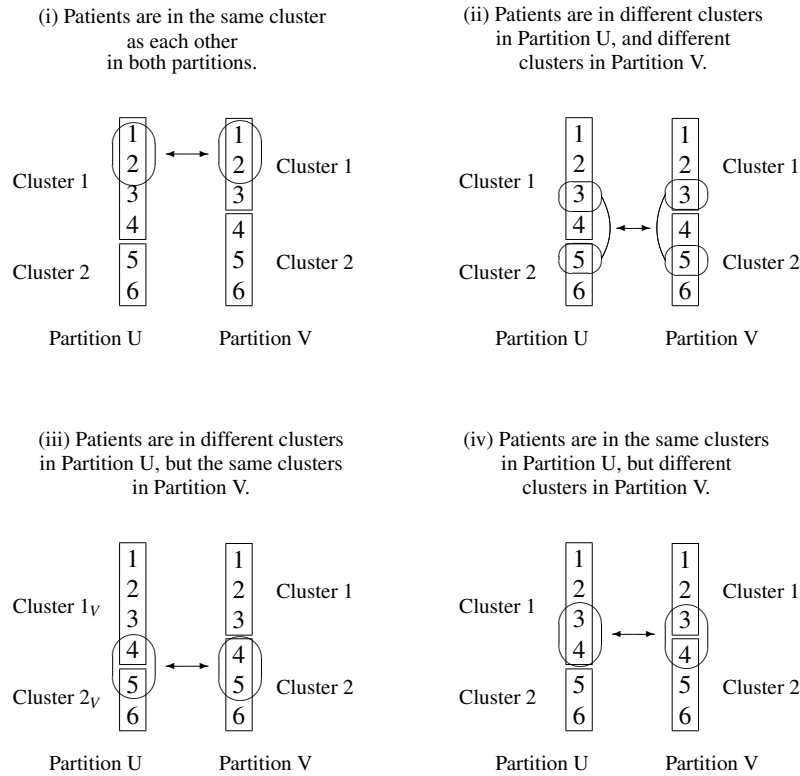 (i) Patients are in the same cluster
as each other
in both partitions.
1
2
3
4
5
6
1
2
3
4
5
6
Cluster 1
Cluster 2
Cluster 1
Cluster 2
Partition U
Partition V
(ii) Patients are in different clusters
in Partition U, and different
clusters in Partition V.
1
2
3
4
5
6
1
2
3
4
5
6
Cluster 1
Cluster 2
Cluster 1
Cluster 2
Partition U
Partition V
(iii) Patients are in different clusters
in Partition U, but the same clusters
in Partition V.
1
2
3
4
5
6
1
2
3
4
5
6
Cluster 1V
Cluster 2V
Cluster 1
Cluster 2
Partition U
Partition V
(iv) Patients are in the same clusters
in Partition U, but different
clusters in Partition V.
1
2
3
4
5
6
1
2
3
4
5
6
Cluster 1
Cluster 2
Cluster 1
Cluster 2
Partition U
Partition V